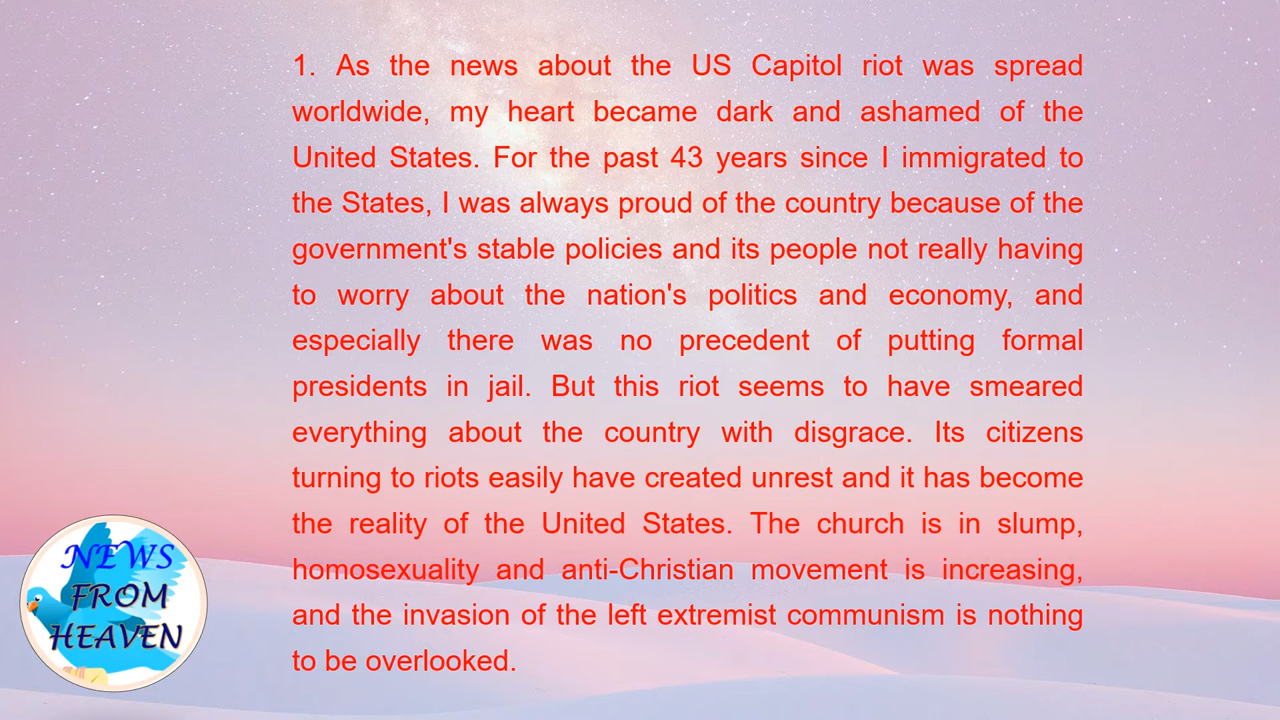 1. As the news about the US Capitol riot was spread
worldwide, my heart became dark and ashamed of the
United States. For the past 43 years since I immigrated to
the States, I was always proud of the country because of the
government's stable policies and its people not really having
to worry about the nation's politics and economy, and
especially there was no precedent of putting formal
presidents in jail. But this riot seems to have smeared
everything about the country with disgrace. Its citizens
turning to riots easily have created unrest and it has become
the reality of the United States. The church is in slump,
homosexuality and anti-Christian movement is increasing,
and the invasion of the left extremist communism is nothing
to be overlooked.
NEWS
FROM
HEAVEN